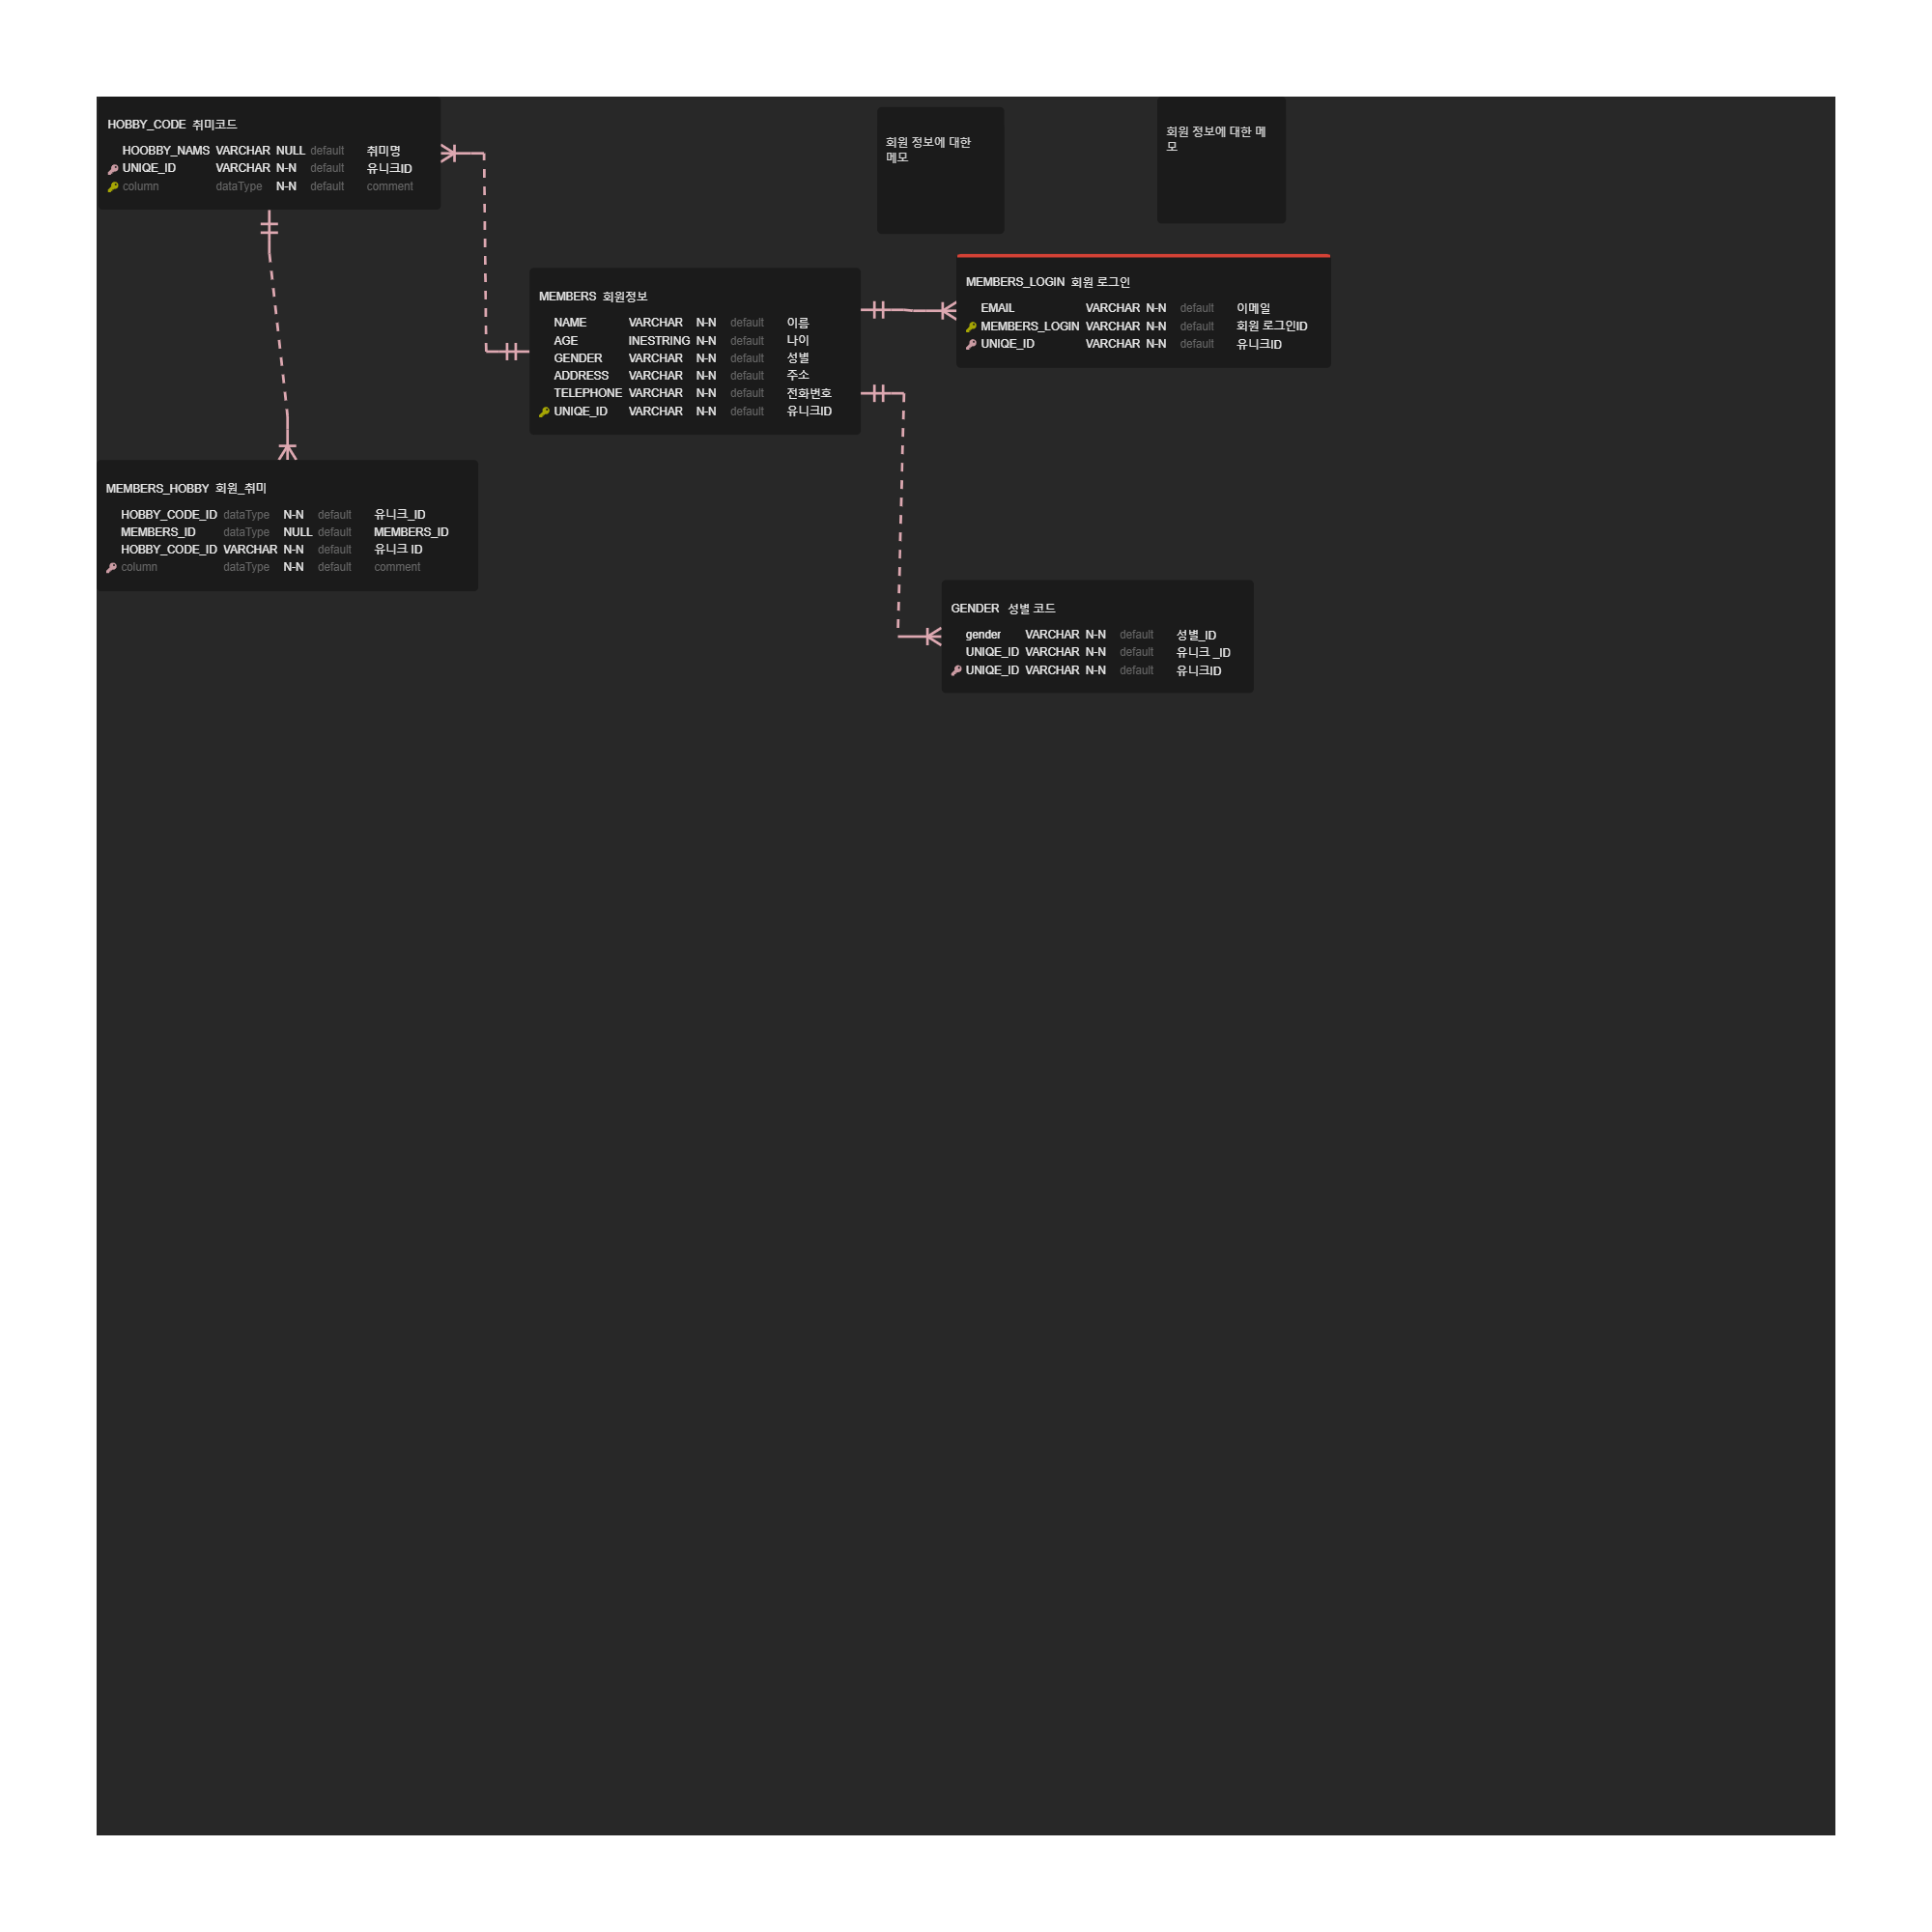 HOBBY_CODE 취미코드
HOOBBY_NAMS VARCHAR NULL default 취미명
UNIQE_ID VARCHAR N-N default 유니크ID
column dataType N-N default comment
회원 정보에 대한
메모
회원 정보에 대한 메
모
MEMBERS 회원정보
NAME VARCHAR N-N default 이름
AGE INESTRING N-N default 나이
GENDER VARCHAR N-N default 성별
ADDRESS VARCHAR N-N default 주소
TELEPHONE VARCHAR N-N default 전화번호
UNIQE_ID VARCHAR N-N default 유니크ID
MEMBERS_LOGIN 회원 로그인
EMAIL VARCHAR N-N default 이메일
MEMBERS_LOGIN VARCHAR N-N default 회원 로그인ID
UNIQE_ID VARCHAR N-N default 유니크ID
MEMBERS_HOBBY 회원_취미
HOBBY_CODE_ID dataType N-N default 유니크_ID
MEMBERS_ID dataType NULL default MEMBERS_ID
HOBBY_CODE_ID VARCHAR N-N default 유니크 ID
column dataType N-N default comment
GENDER 성별 코드
gender VARCHAR N-N default 성별_ID
UNIQE_ID VARCHAR N-N default 유니크 _ID
UNIQE_ID VARCHAR N-N default 유니크ID